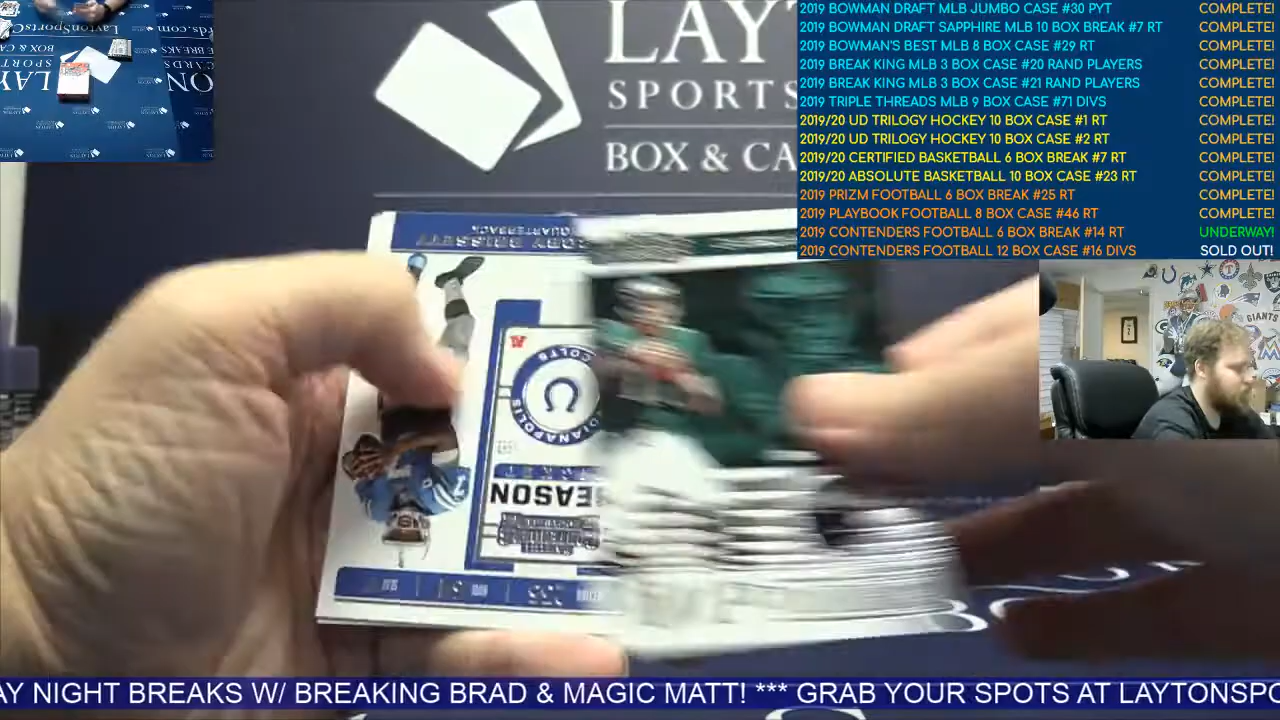 2019 BOWMAN DRAFT MLB JUMBO CASE #30 PYT COMPLETE!
2019 BOWMAN DRAFT SAPPHIRE MLB 10 BOX BREAK #7 RT COMPLETE!
2019 BOWMAN'S BEST MLB 8 BOX CASE #29 RT COMPLETE!
2019 BREAK KING MLB 3 BOX CASE #20 RAND PLAYERS COMPLETE!
2019 BREAK KING MLB 3 BOX CASE #21 RAND PLAYERS COMPLETE!
2019 TRIPLE THREADS MLB 9 BOX CASE #71 DIVS COMPLETE!
2019/20 UD TRILOGY HOCKEY 10 BOX CASE #1 RT COMPLETE!
2019/20 UD TRILOGY HOCKEY 10 BOX CASE #2 RT COMPLETE!
2019/20 CERTIFIED BASKETBALL 6 BOX BREAK #7 RT COMPLETE!
2019/20 ABSOLUTE BASKETBALL 10 BOX CASE #23 RT COMPLETE!
2019 PRIZM FOOTBALL 6 BOX BREAK #25 RT COMPLETE!
2019 PLAYBOOK FOOTBALL 8 BOX CASE #46 RT COMPLETE!
2019 CONTENDERS FOOTBALL 6 BOX BREAK #14 RT UNDERWAY!
2019 CONTENDERS FOOTBALL 12 BOX CASE #16 DIVS SOLD OUT!
LAY
SPORTS
BOX & CA
QUARTERBACK
COLTS
INDIANAPOLIS
EASON
GIANTS
AY NIGHT BREAKS W/ BREAKING BRAD & MAGIC MATT! *** GRAB YOUR SPOTS AT LAYTONSPO